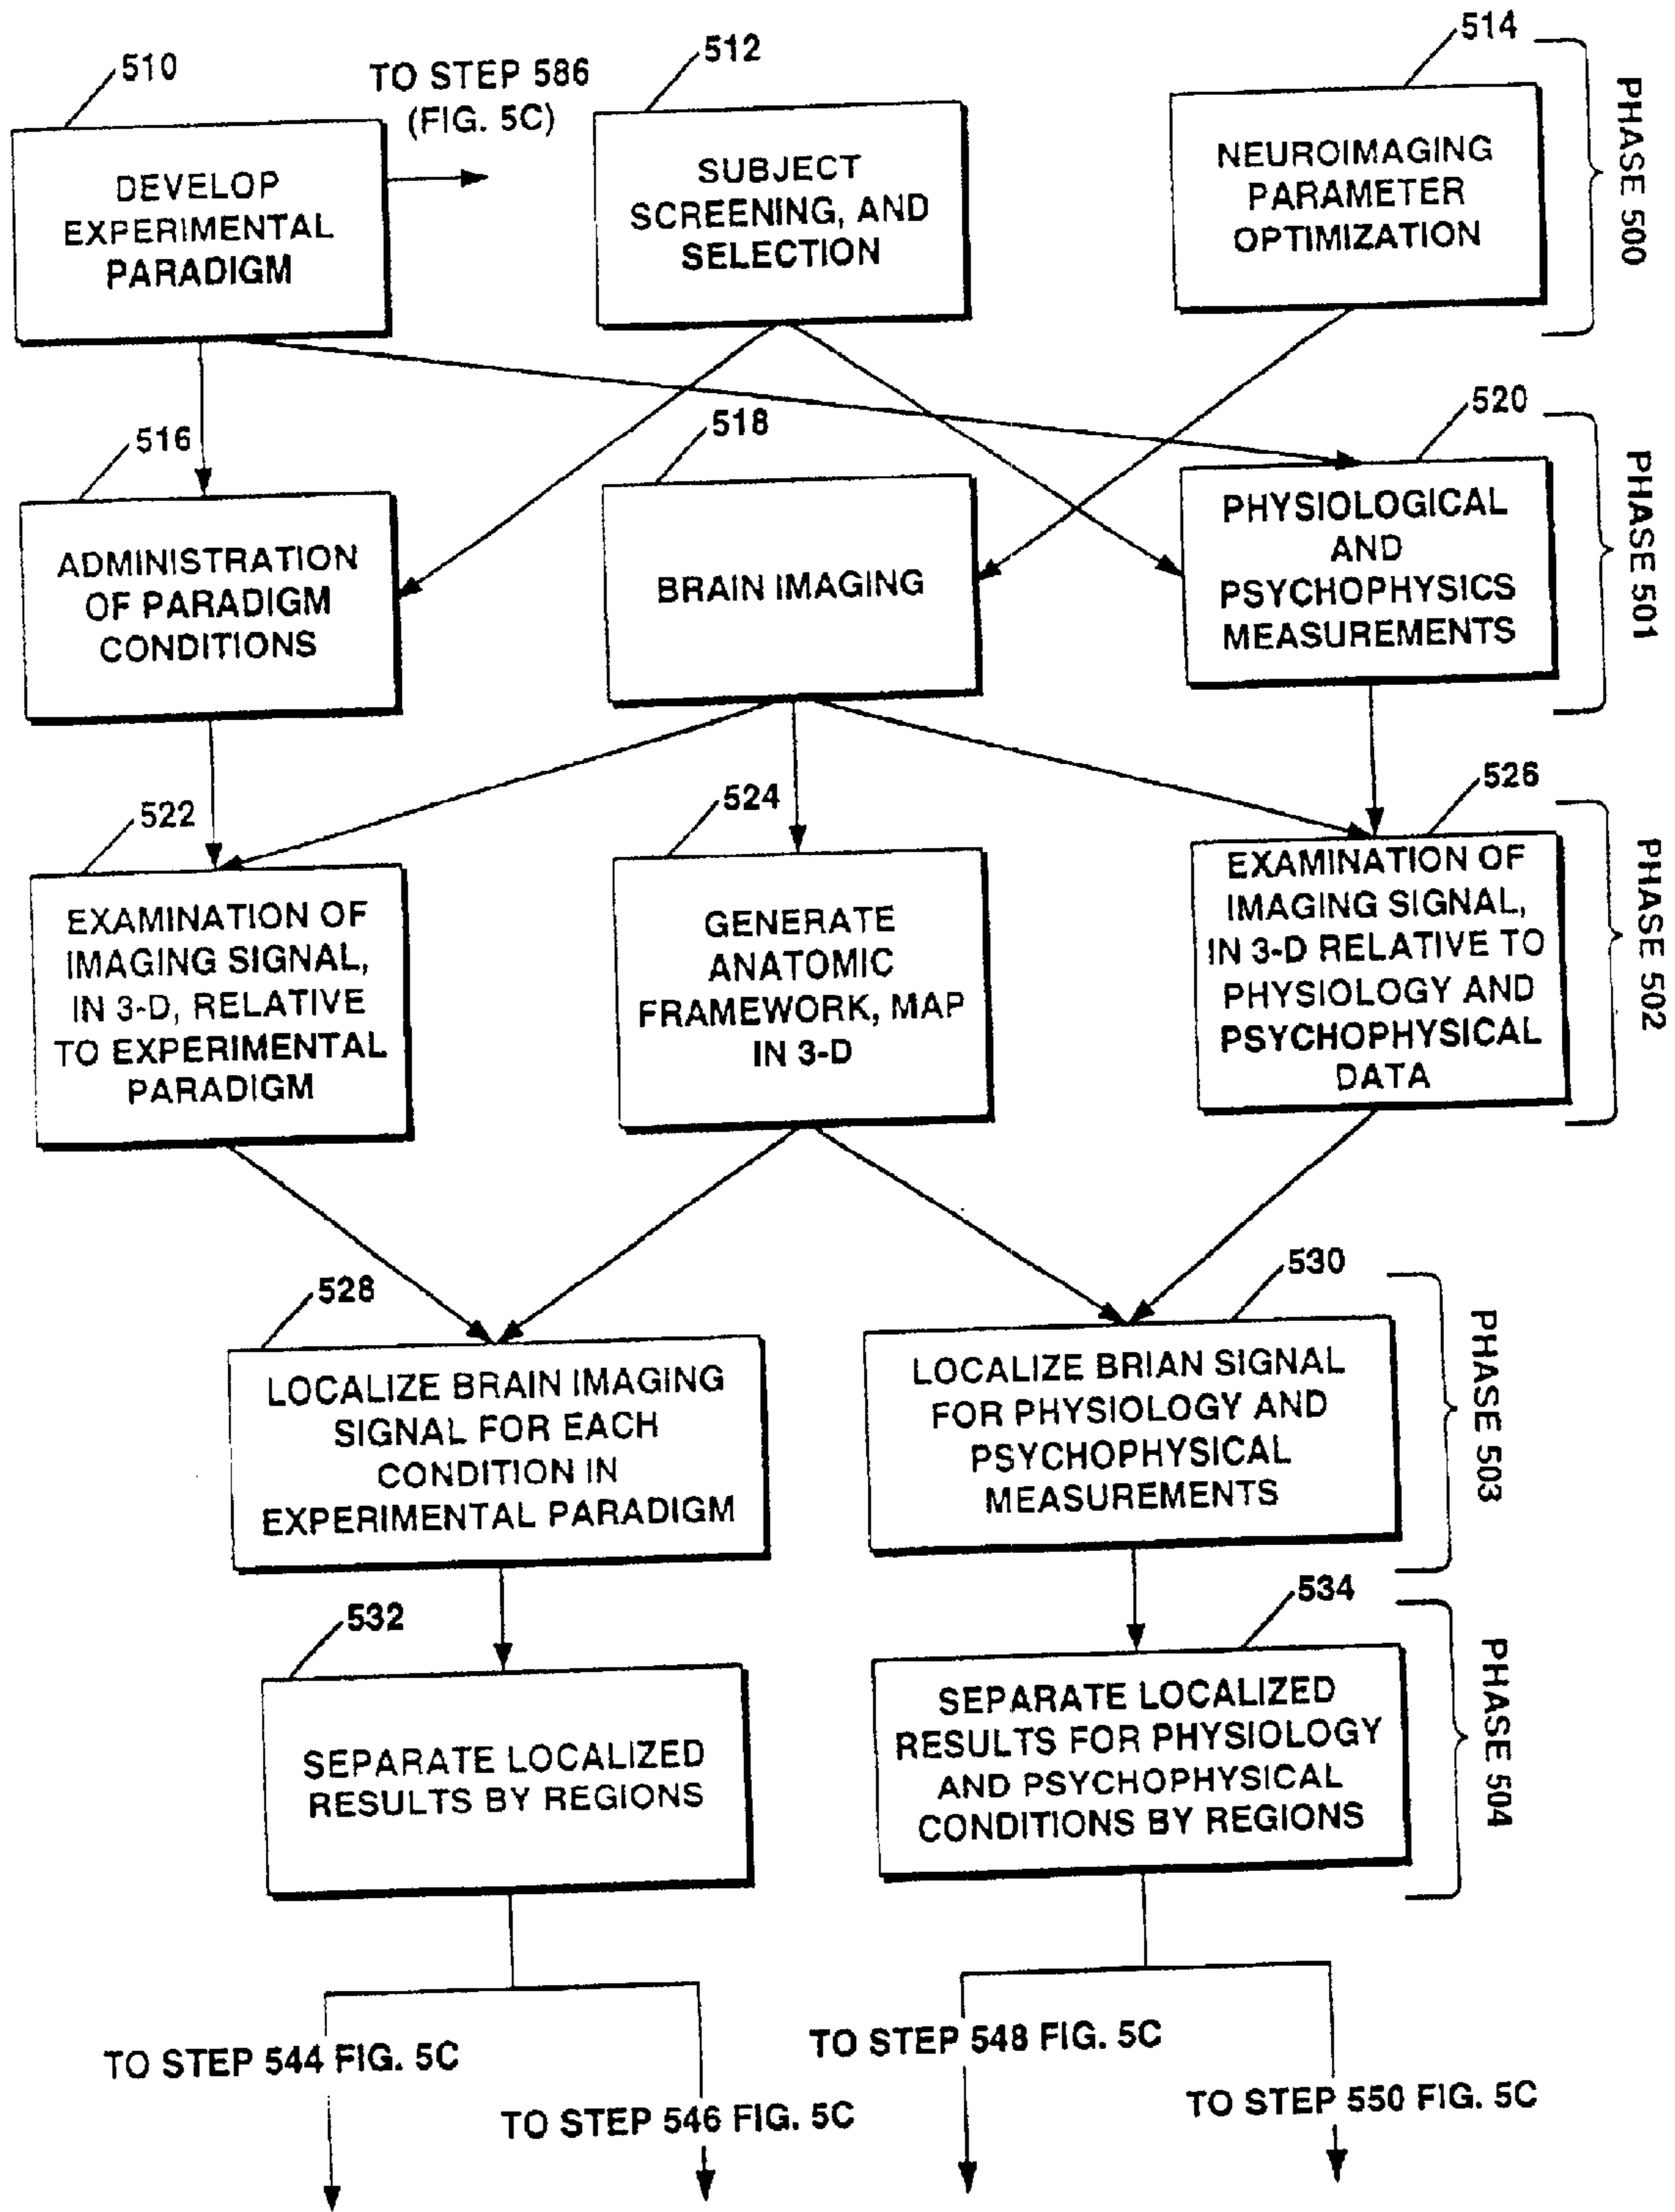 510
TO STEP 586
(FIG. 5C)
512
514
DEVELOP
EXPERIMENTAL
PARADIGM
SUBJECT
SCREENING, AND
SELECTION
NEUROIMAGING
PARAMETER
OPTIMIZATION
PHASE 500
516
518
520
ADMINISTRATION
OF PARADIGM
CONDITIONS
BRAIN IMAGING
PHYSIOLOGICAL
AND
PSYCHOPHYSICS
MEASUREMENTS
PHASE 501
522
524
526
EXAMINATION OF
IMAGING SIGNAL,
IN 3-D, RELATIVE
TO EXPERIMENTAL
PARADIGM
GENERATE
ANATOMIC
FRAMEWORK, MAP
IN 3-D
EXAMINATION OF
IMAGING SIGNAL,
IN 3-D RELATIVE TO
PHYSIOLOGY AND
PSYCHOPHYSICAL
DATA
PHASE 502
528
530
LOCALIZE BRAIN IMAGING
SIGNAL FOR EACH
CONDITION IN
EXPERIMENTAL PARADIGM
LOCALIZE BRIAN SIGNAL
FOR PHYSIOLOGY AND
PSYCHOPHYSICAL
MEASUREMENTS
PHASE 503
532
534
SEPARATE LOCALIZED
RESULTS BY REGIONS
SEPARATE LOCALIZED
RESULTS FOR PHYSIOLOGY
AND PSYCHOPHYSICAL
CONDITIONS BY REGIONS
PHASE 504
TO STEP 544 FIG. 5C
TO STEP 546 FIG. 5C
TO STEP 548 FIG. 5C
TO STEP 550 FIG. 5C